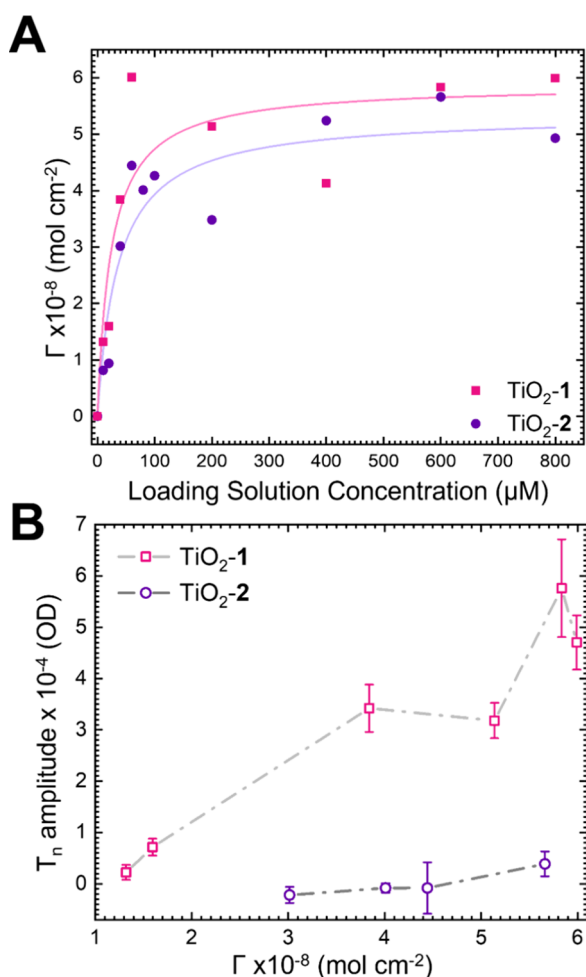 A
Γ x10⁻⁸ (mol cm⁻²)
6
5
4
3
2
1
0
TiO₂-1
TiO₂-2
0 100 200 300 400 500 600 700 800
Loading Solution Concentration (µM)
B
Tₙ amplitude x 10⁻⁴ (OD)
7
6
5
4
3
2
1
0
TiO₂-1
TiO₂-2
1 2 3 4 5 6
Γ x10⁻⁸ (mol cm⁻²)